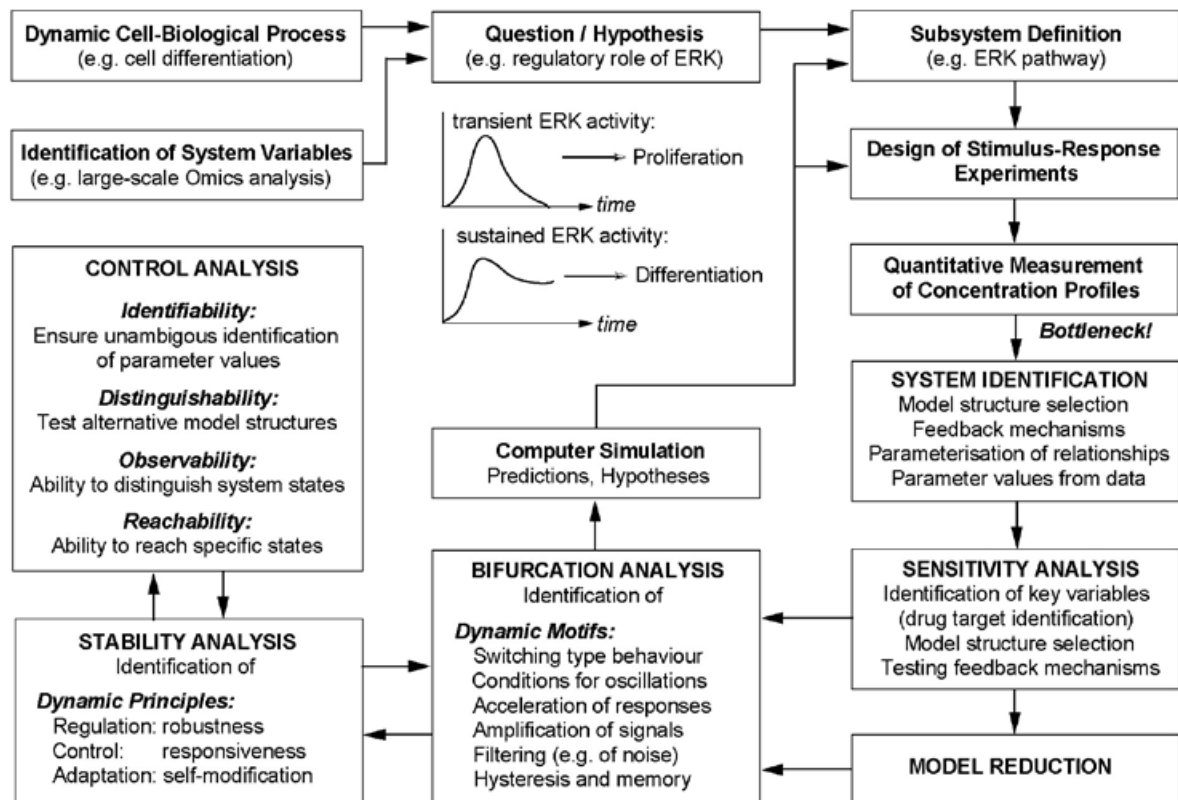 Dynamic Cell-Biological Process
(e.g. cell differentiation)
Question / Hypothesis
(e.g. regulatory role of ERK)
Subsystem Definition
(e.g. ERK pathway)
Identification of System Variables
(e.g. large-scale Omics analysis)
transient ERK activity:
Proliferation
time
sustained ERK activity:
Differentiation
time
Design of Stimulus-Response
Experiments
Quantitative Measurement
of Concentration Profiles
Bottleneck!
CONTROL ANALYSIS
Identifiability:
Ensure unambigous identification
of parameter values
Distinguishability:
Test alternative model structures
Observability:
Ability to distinguish system states
Reachability:
Ability to reach specific states
Computer Simulation
Predictions, Hypotheses
SYSTEM IDENTIFICATION
Model structure selection
Feedback mechanisms
Parameterisation of relationships
Parameter values from data
STABILITY ANALYSIS
Identification of
Dynamic Principles:
Regulation: robustness
Control: responsiveness
Adaptation: self-modification
BIFURCATION ANALYSIS
Identification of
Dynamic Motifs:
Switching type behaviour
Conditions for oscillations
Acceleration of responses
Amplification of signals
Filtering (e.g. of noise)
Hysteresis and memory
SENSITIVITY ANALYSIS
Identification of key variables
(drug target identification)
Model structure selection
Testing feedback mechanisms
MODEL REDUCTION